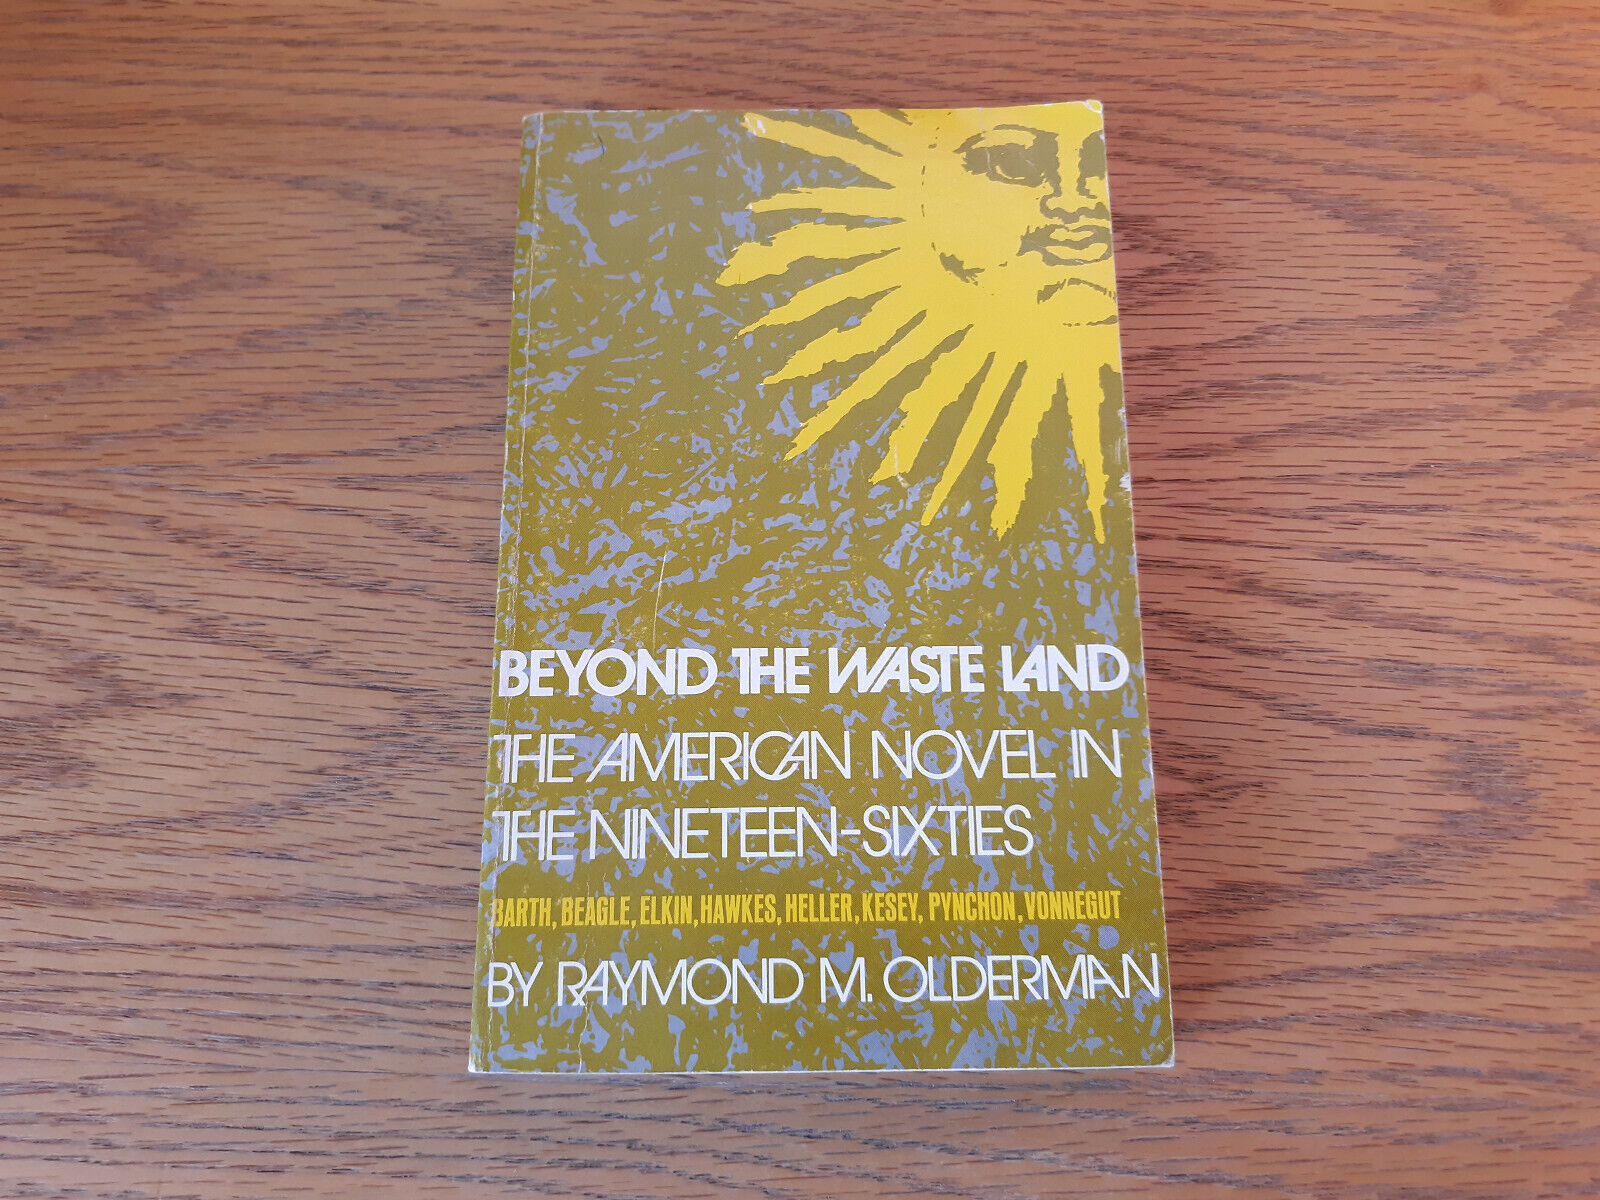 BEYOND THE WASTE LAND
THE AMERICAN NOVEL IN
THE NINETEEN-SIXTIES
BARTH, BEAGLE, ELKIN, HAWKES, HELLER, KESEY, PYNCHON, VONNEGUT
BY RAYMOND M. OLDERMAN